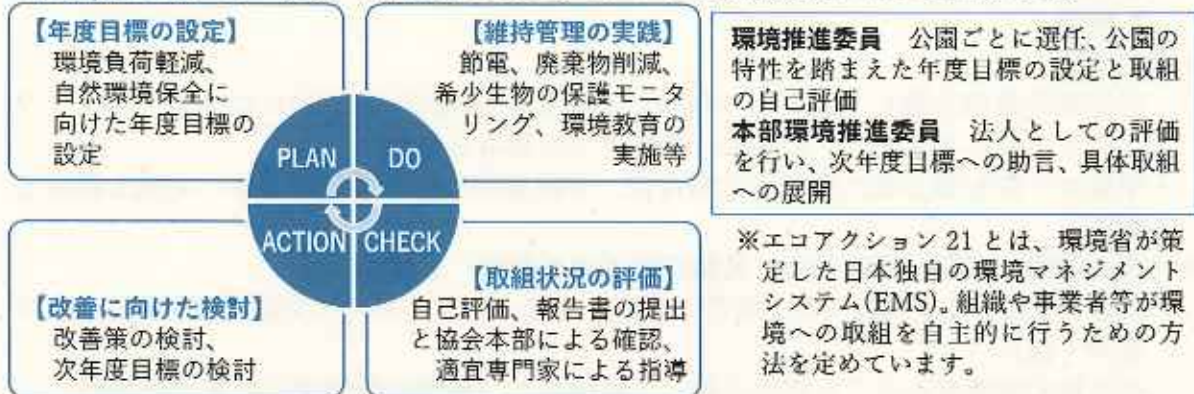 【年度目標の設定】
環境負荷軽減、
自然環境保全に
向けた年度目標の
設定
【維持管理の実践】
節電、廃棄物削減、
希少生物の保護モニタ
リング、環境教育の
実施等
PLAN
DO
ACTION
CHECK
【改善に向けた検討】
改善策の検討、
次年度目標の検討
【取組状況の評価】
自己評価、報告書の提出
と協会本部による確認、
適宜専門家による指導
環境推進委員　公園ごとに選任、公園の
特性を踏まえた年度目標の設定と取組
の自己評価
本部環境推進委員　法人としての評価
を行い、次年度目標への助言、具体取組
への展開
※エコアクション 21 とは、環境省が策
定した日本独自の環境マネジメント
システム(EMS)。組織や事業者等が環
境への取組を自主的に行うための方
法を定めています。